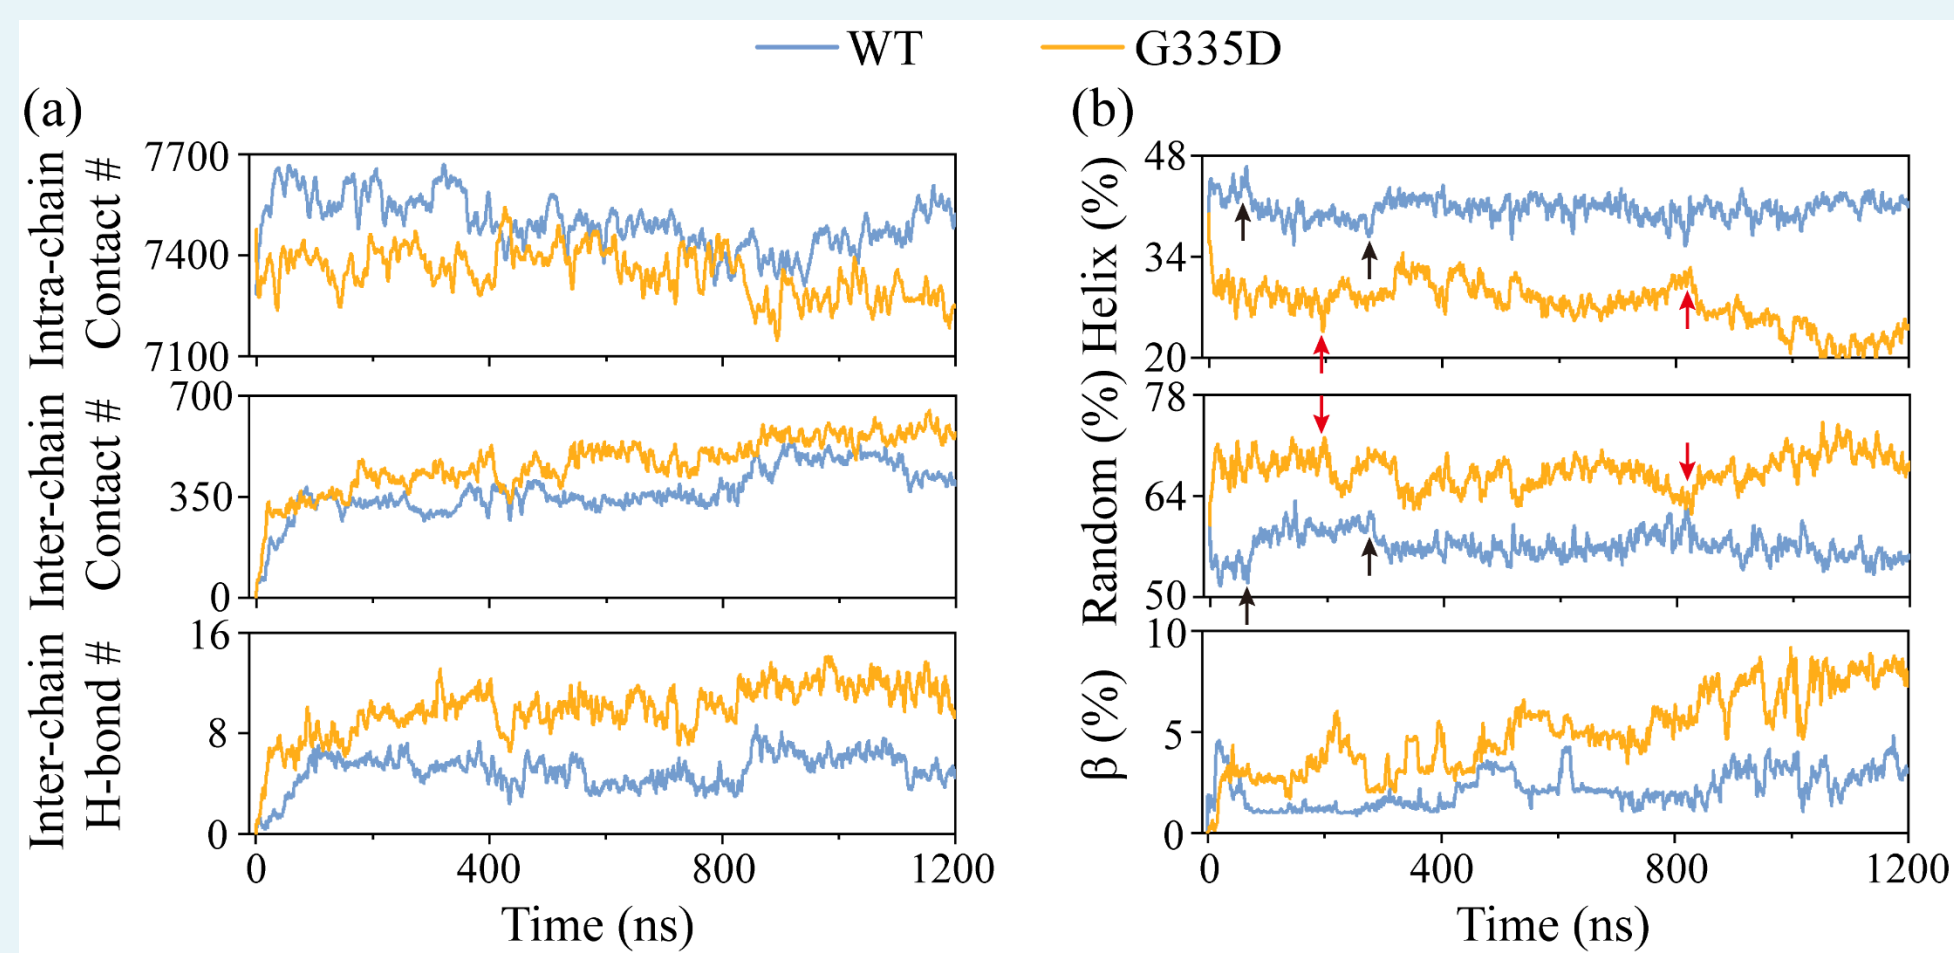 WT
G335D
(a)
Intra-chain
Contact #
7700
7400
7100
Inter-chain
Contact #
700
350
0
Inter-chain
H-bond #
16
8
0
0
400
800
1200
Time (ns)
(b)
Helix (%)
48
34
20
Random (%)
78
64
50
β (%)
10
5
0
0
400
800
1200
Time (ns)